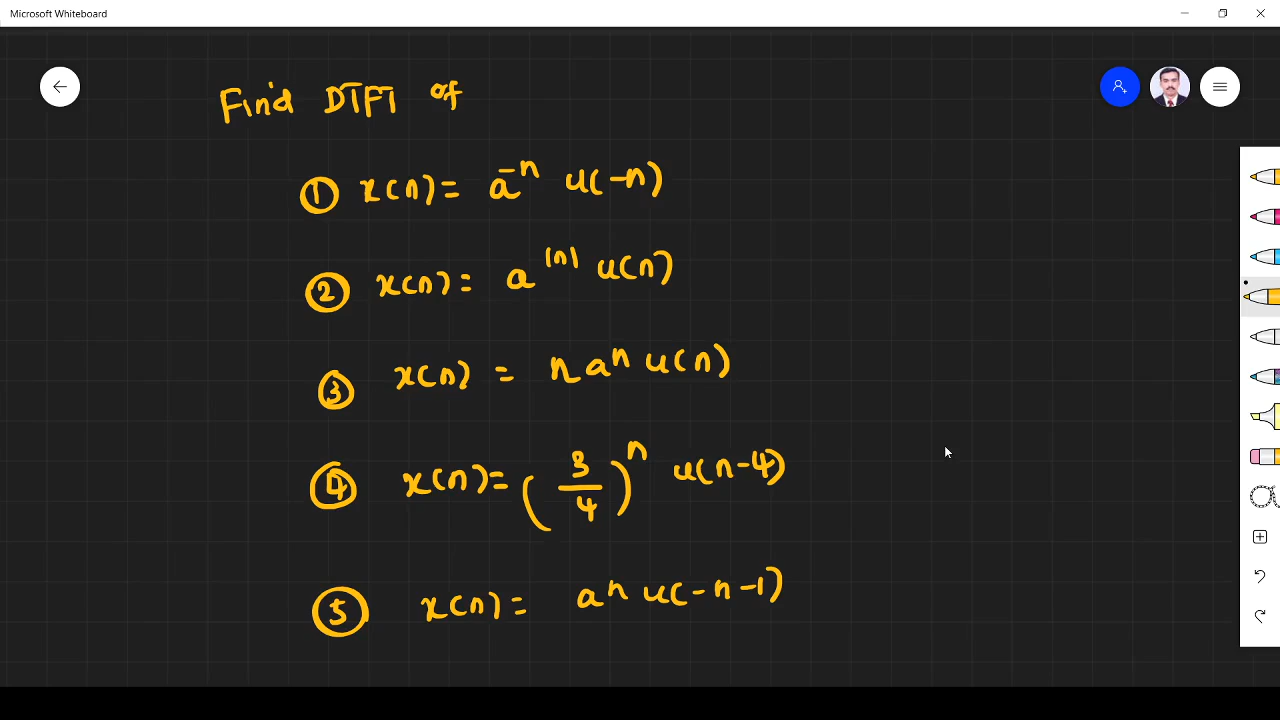 Microsoft Whiteboard
Find DTFT of
① x(n) = a⁻ⁿ u(-n)
② x(n) = a^|n| u(n)
③ x(n) = n aⁿ u(n)
④ x(n) = (3/4)ⁿ u(n-4)
⑤ x(n) = aⁿ u(-n-1)